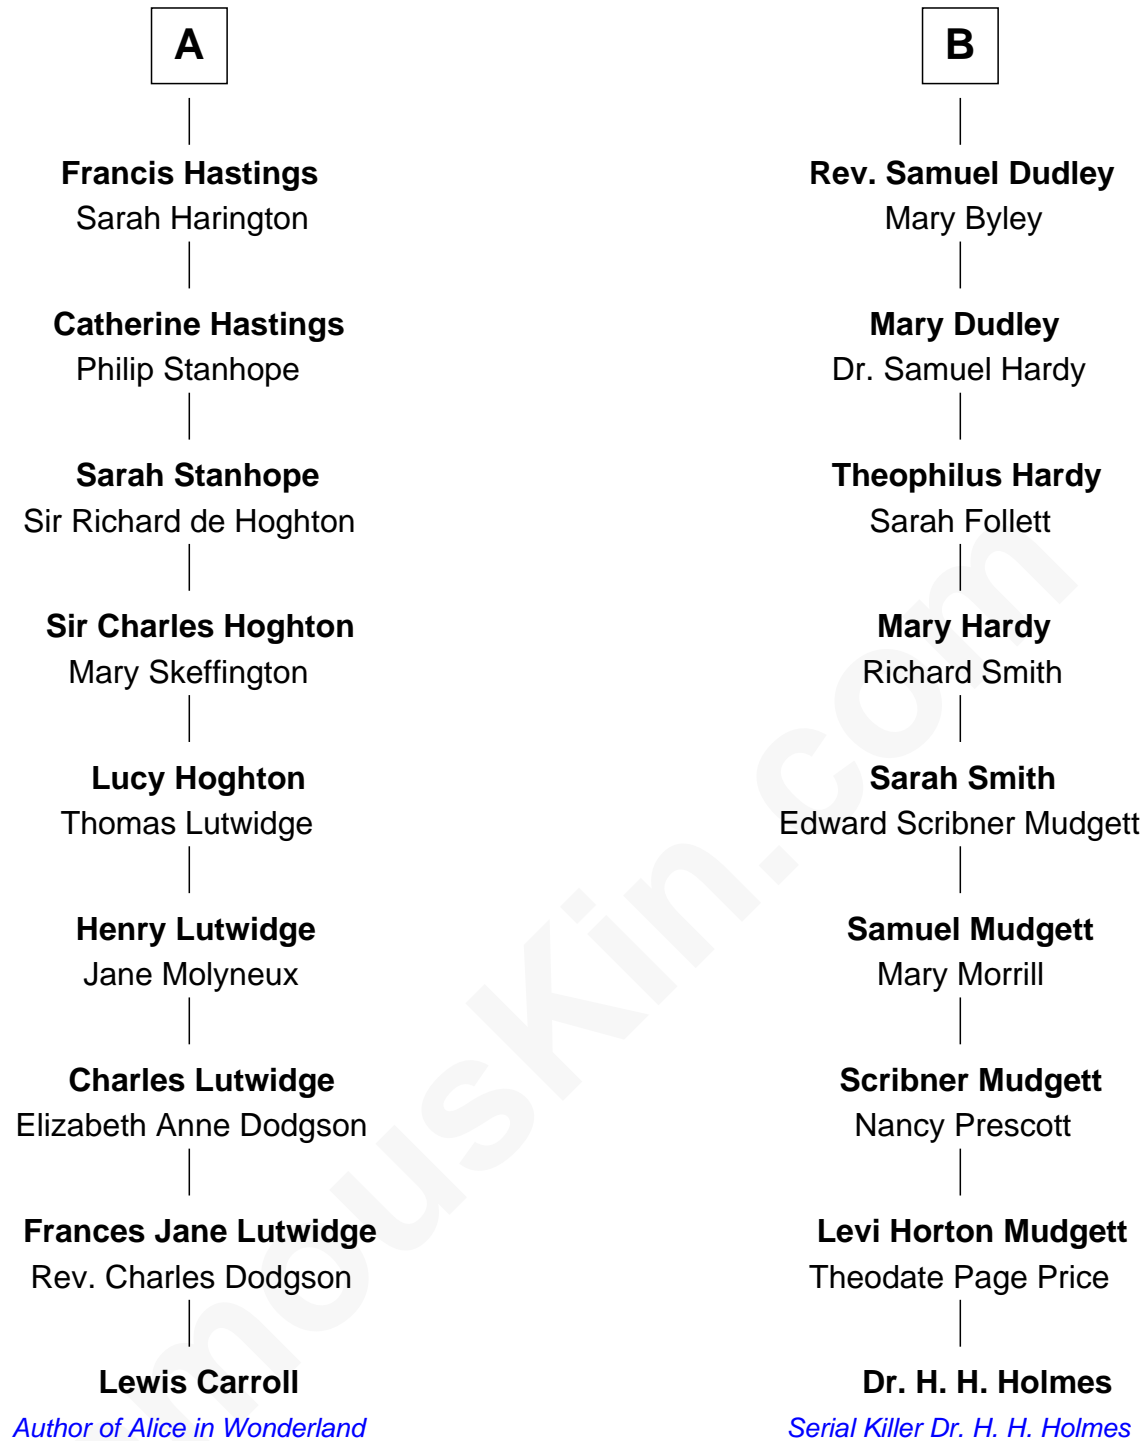 A
Francis Hastings
Sarah Harington
Catherine Hastings
Philip Stanhope
Sarah Stanhope
Sir Richard de Hoghton
Sir Charles Hoghton
Mary Skeffington
Lucy Hoghton
Thomas Lutwidge
Henry Lutwidge
Jane Molyneux
Charles Lutwidge
Elizabeth Anne Dodgson
Frances Jane Lutwidge
Rev. Charles Dodgson
Lewis Carroll
Author of Alice in Wonderland
B
Rev. Samuel Dudley
Mary Byley
Mary Dudley
Dr. Samuel Hardy
Theophilus Hardy
Sarah Follett
Mary Hardy
Richard Smith
Sarah Smith
Edward Scribner Mudgett
Samuel Mudgett
Mary Morrill
Scribner Mudgett
Nancy Prescott
Levi Horton Mudgett
Theodate Page Price
Dr. H. H. Holmes
Serial Killer Dr. H. H. Holmes
mousKin.com